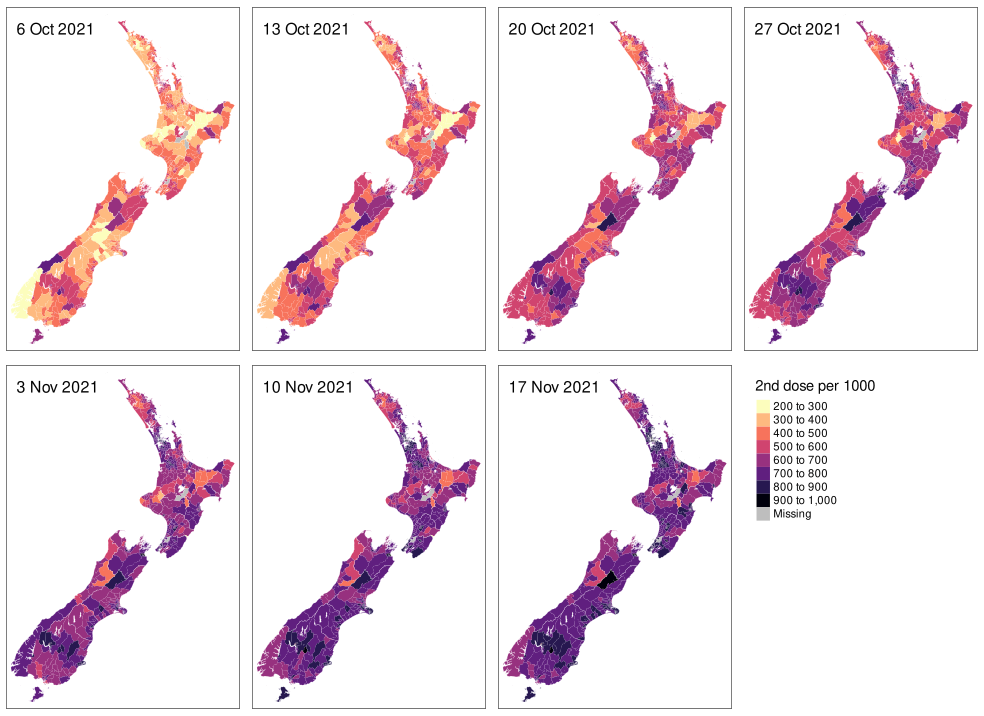 6 Oct 2021
13 Oct 2021
20 Oct 2021
27 Oct 2021
3 Nov 2021
10 Nov 2021
17 Nov 2021
2nd dose per 1000
200 to 300
300 to 400
400 to 500
500 to 600
600 to 700
700 to 800
800 to 900
900 to 1,000
Missing